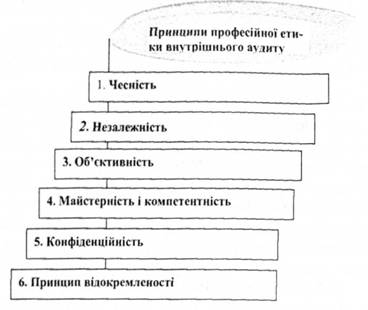 Принципи професійної ети-
ки внутрішнього аудиту
1. Чесність
2. Незалежність
3. Об’єктивність
4. Майстерність і компетентність
5. Конфіденційність
6. Принцип відокремленості